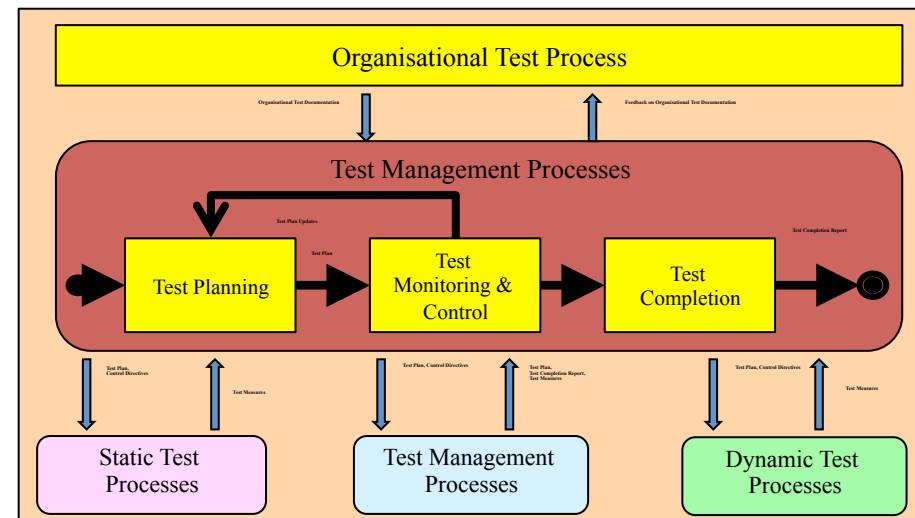 Organisational Test Process
Organisational Test Documentation
Feedback on Organisational Test Documentation
Test Management Processes
Test Plan Updates
Test Completion Report
Test Plan
Test Planning
Test
Monitoring &
Control
Test
Completion
Test Plan,
Control Directives
Test Measures
Test Plan, Control Directives
Test Plan,
Test Completion Report,
Test Measures
Test Plan, Control Directives
Test Measures
Static Test
Processes
Test Management
Processes
Dynamic Test
Processes